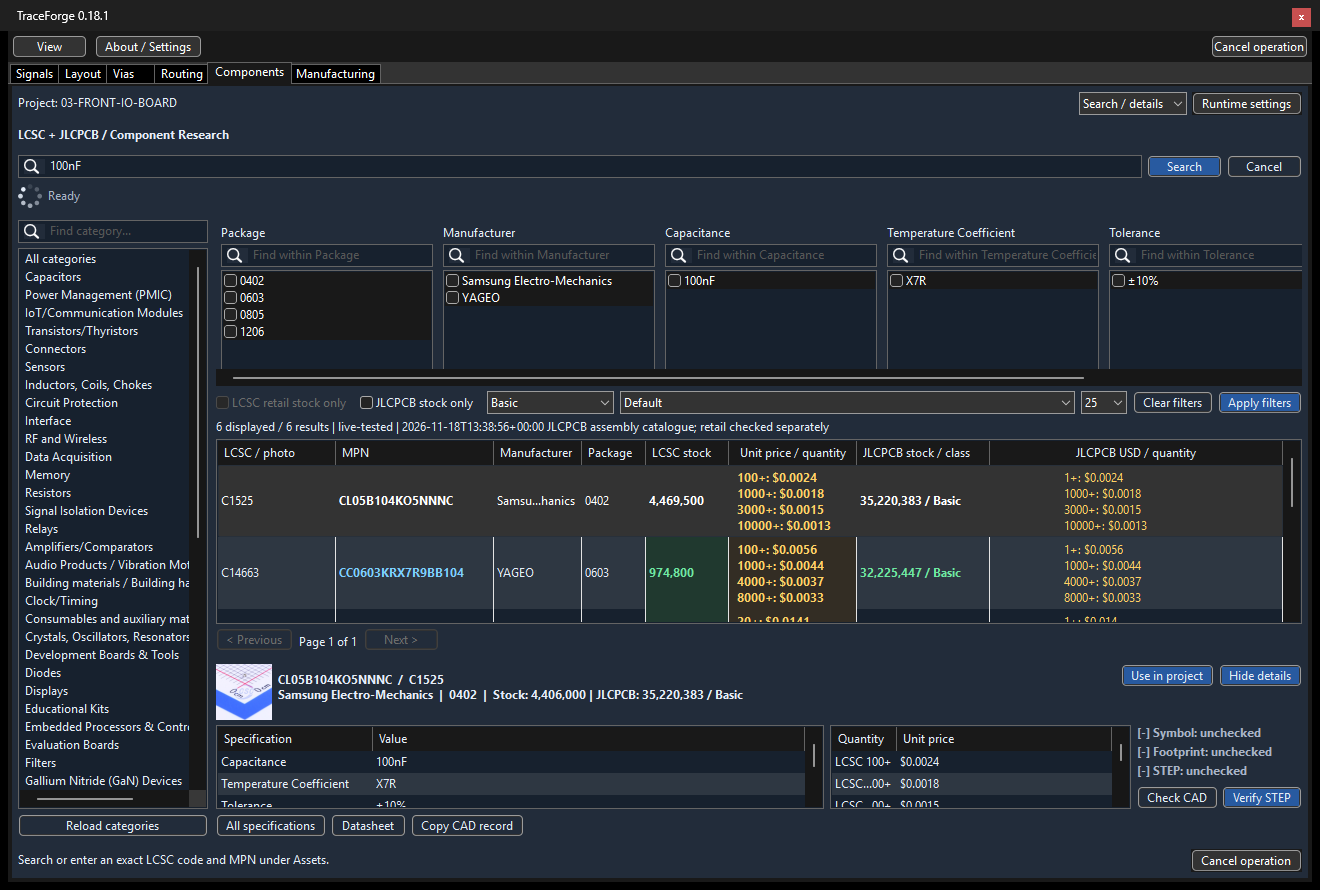 TraceForge 0.18.1
x
View
About / Settings
Cancel operation
Signals
Layout
Vias
Routing
Components
Manufacturing
Project: 03-FRONT-IO-BOARD
Search / details
Runtime settings
LCSC + JLCPCB / Component Research
100nF
Search
Cancel
Ready
Find category...
All categories
Capacitors
Power Management (PMIC)
IoT/Communication Modules
Transistors/Thyristors
Connectors
Sensors
Inductors, Coils, Chokes
Circuit Protection
Interface
RF and Wireless
Data Acquisition
Memory
Resistors
Signal Isolation Devices
Relays
Amplifiers/Comparators
Audio Products / Vibration Mot
Building materials / Building ha
Clock/Timing
Consumables and auxiliary mat
Crystals, Oscillators, Resonators
Development Boards & Tools
Diodes
Displays
Educational Kits
Embedded Processors & Contr
Evaluation Boards
Filters
Gallium Nitride (GaN) Devices
Reload categories
Package
Find within Package
0402
0603
0805
1206
Manufacturer
Find within Manufacturer
Samsung Electro-Mechanics
YAGEO
Capacitance
Find within Capacitance
100nF
Temperature Coefficient
Find within Temperature Coefficie
X7R
Tolerance
Find within Tolerance
±10%
LCSC retail stock only
JLCPCB stock only
Basic
Default
25
Clear filters
Apply filters
6 displayed / 6 results | live-tested | 2026-11-18T13:38:56+00:00 JLCPCB assembly catalogue; retail checked separately
LCSC / photo
MPN
Manufacturer
Package
LCSC stock
Unit price / quantity
JLCPCB stock / class
JLCPCB USD / quantity
C1525
CL05B104KO5NNNC
Samsu...hanics
0402
4,469,500
100+: $0.0024
1000+: $0.0018
3000+: $0.0015
10000+: $0.0013
35,220,383 / Basic
1+: $0.0024
1000+: $0.0018
3000+: $0.0015
10000+: $0.0013
C14663
CC0603KRX7R9BB104
YAGEO
0603
974,800
100+: $0.0056
1000+: $0.0044
4000+: $0.0037
8000+: $0.0033
32,225,447 / Basic
1+: $0.0056
1000+: $0.0044
4000+: $0.0037
8000+: $0.0033
20+: $0.0141
1+: $0.014
< Previous
Page 1 of 1
Next >
CL05B104KO5NNNC / C1525
Samsung Electro-Mechanics | 0402 | Stock: 4,406,000 | JLCPCB: 35,220,383 / Basic
Use in project
Hide details
Specification
Value
Capacitance
100nF
Temperature Coefficient
X7R
Tolerance
±10%
Quantity
Unit price
LCSC 100+
$0.0024
LCSC...00+
$0.0018
LCSC...00+
$0.0015
[-] Symbol: unchecked
[-] Footprint: unchecked
[-] STEP: unchecked
Check CAD
Verify STEP
All specifications
Datasheet
Copy CAD record
Search or enter an exact LCSC code and MPN under Assets.
Cancel operation